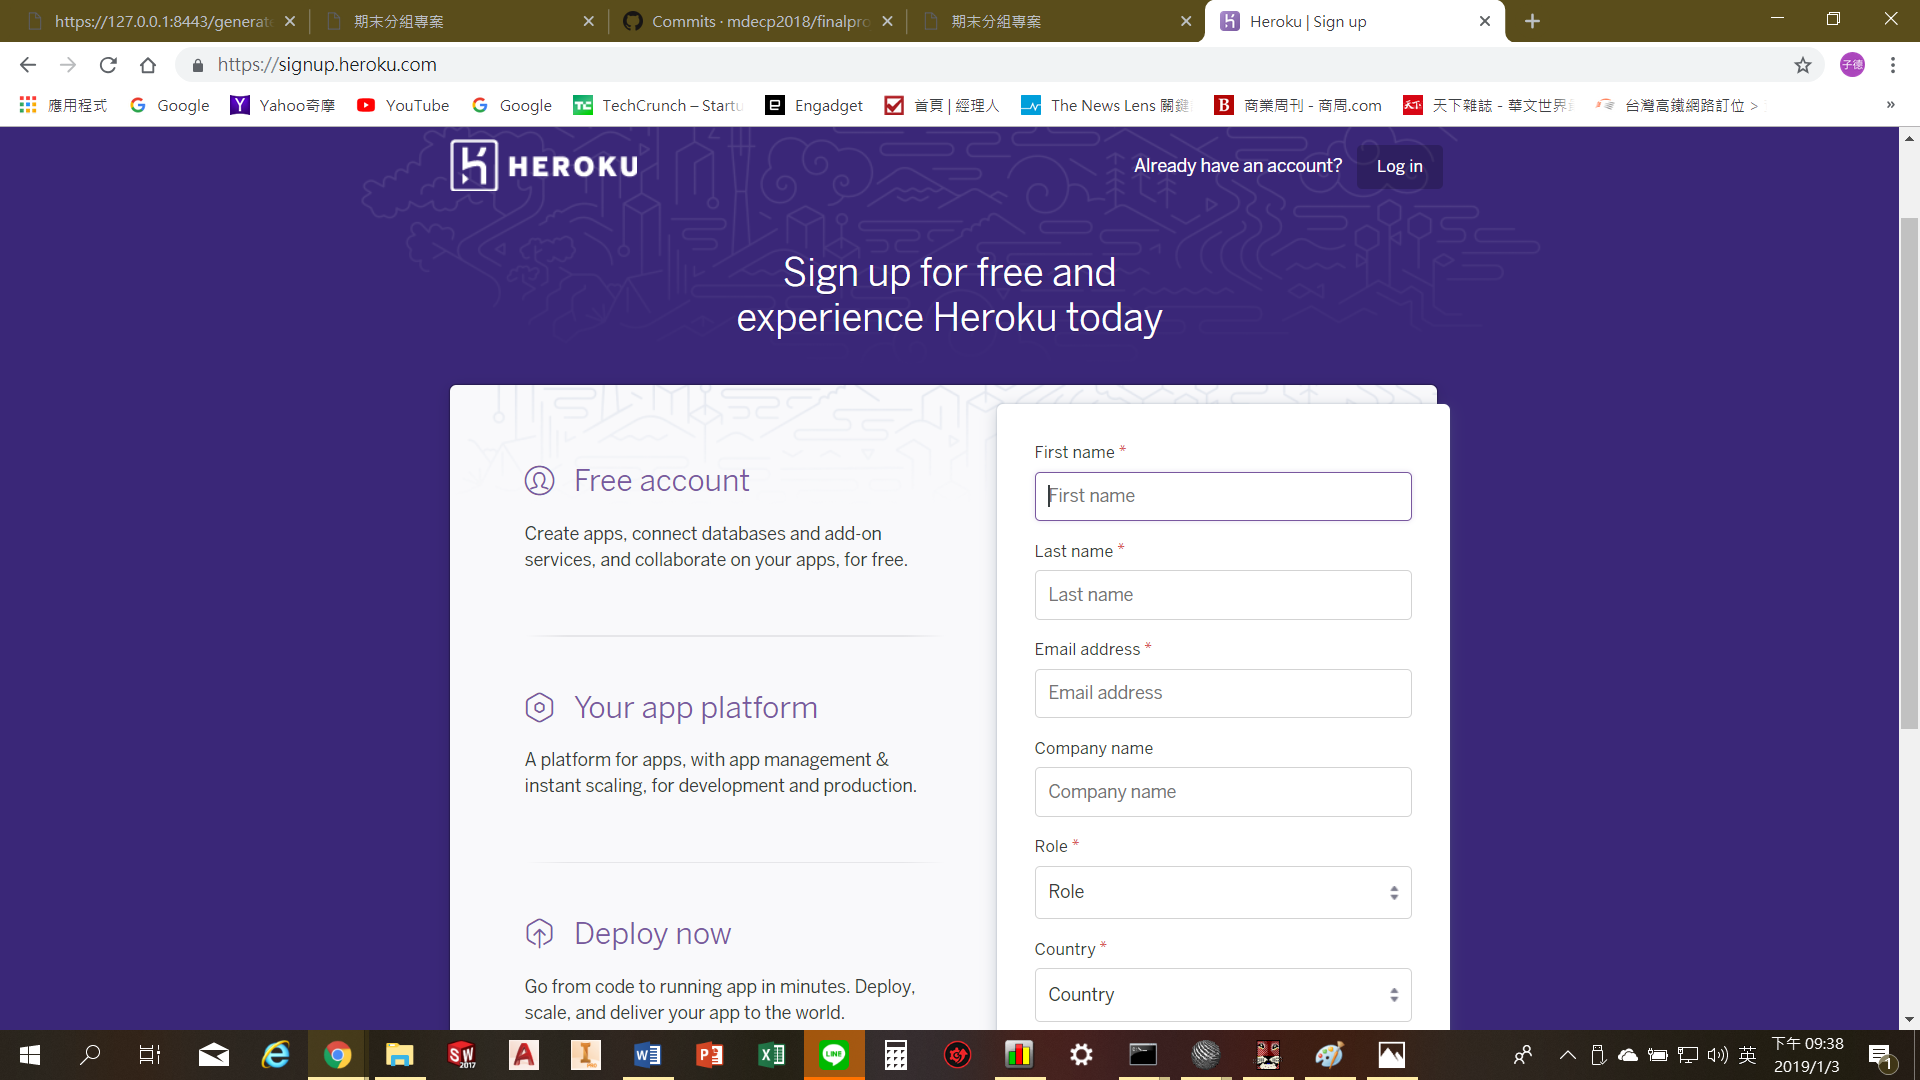 https://127.0.0.1:8443/generate
期末分組專案
Commits · mdecp2018/finalpro
期末分組專案
Heroku | Sign up
https://signup.heroku.com
子德
應用程式
Google
Yahoo奇摩
YouTube
Google
TechCrunch – Startu
Engadget
首頁 | 經理人
The News Lens 關鍵
商業周刊 - 商周.com
天下雜誌 - 華文世界
台灣高鐵網路訂位 >
»
HEROKU
Already have an account?
Log in
Sign up for free and
experience Heroku today
Free account
Create apps, connect databases and add-on
services, and collaborate on your apps, for free.
Your app platform
A platform for apps, with app management &
instant scaling, for development and production.
Deploy now
Go from code to running app in minutes. Deploy,
scale, and deliver your app to the world.
First name *
First name
Last name *
Last name
Email address *
Email address
Company name
Company name
Role *
Role
Country *
Country
SW
2017
LINE
英
下午 09:38
2019/1/3
1